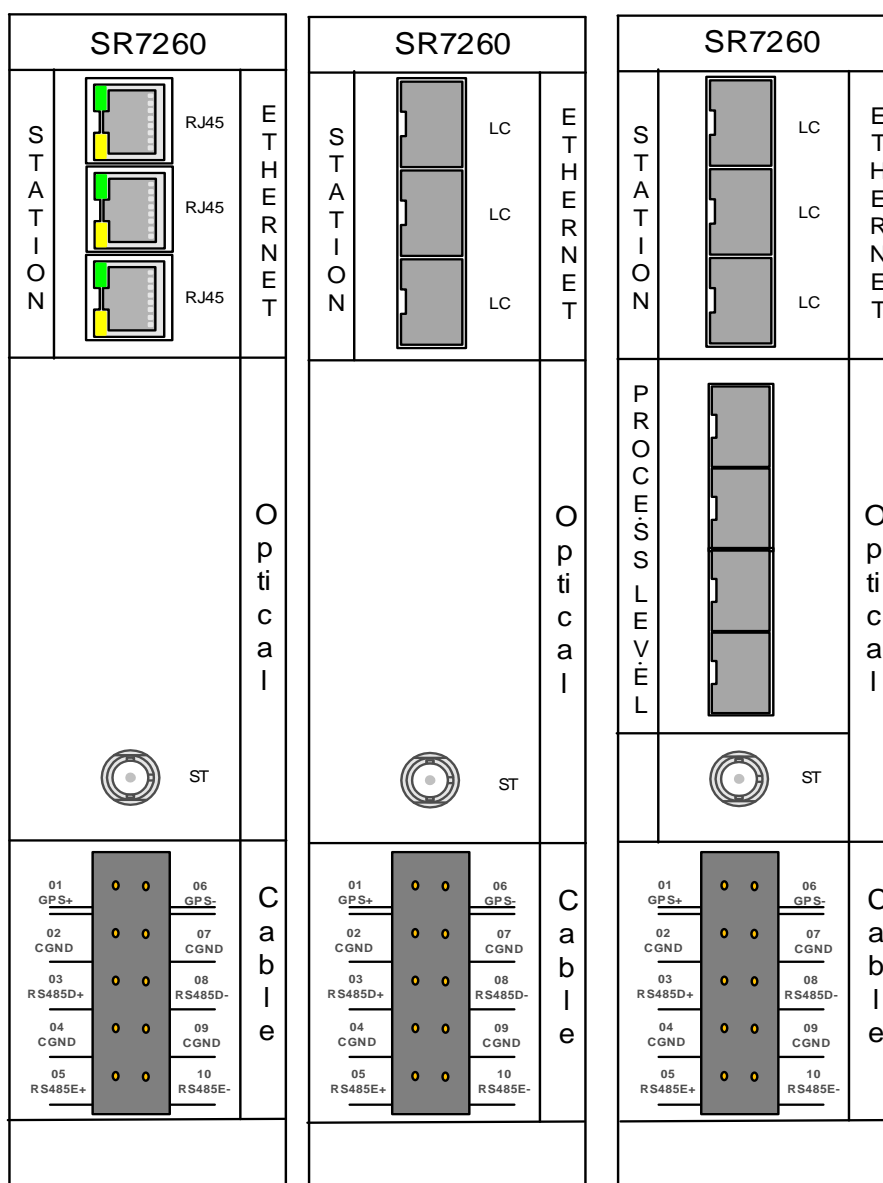 SR7260
STATION
RJ45
RJ45
RJ45
ETHERNET
Optical
ST
01
GPS+
06
GPS-
02
CGND
07
CGND
03
RS485D+
08
RS485D-
04
CGND
09
CGND
05
RS485E+
10
RS485E-
Cable
SR7260
STATION
LC
LC
LC
ETHERNET
Optical
ST
01
GPS+
06
GPS-
02
CGND
07
CGND
03
RS485D+
08
RS485D-
04
CGND
09
CGND
05
RS485E+
10
RS485E-
Cable
SR7260
STATION
LC
LC
LC
ETHERNET
PROCESS LEVEL
Optical
ST
01
GPS+
06
GPS-
02
CGND
07
CGND
03
RS485D+
08
RS485D-
04
CGND
09
CGND
05
RS485E+
10
RS485E-
Cable